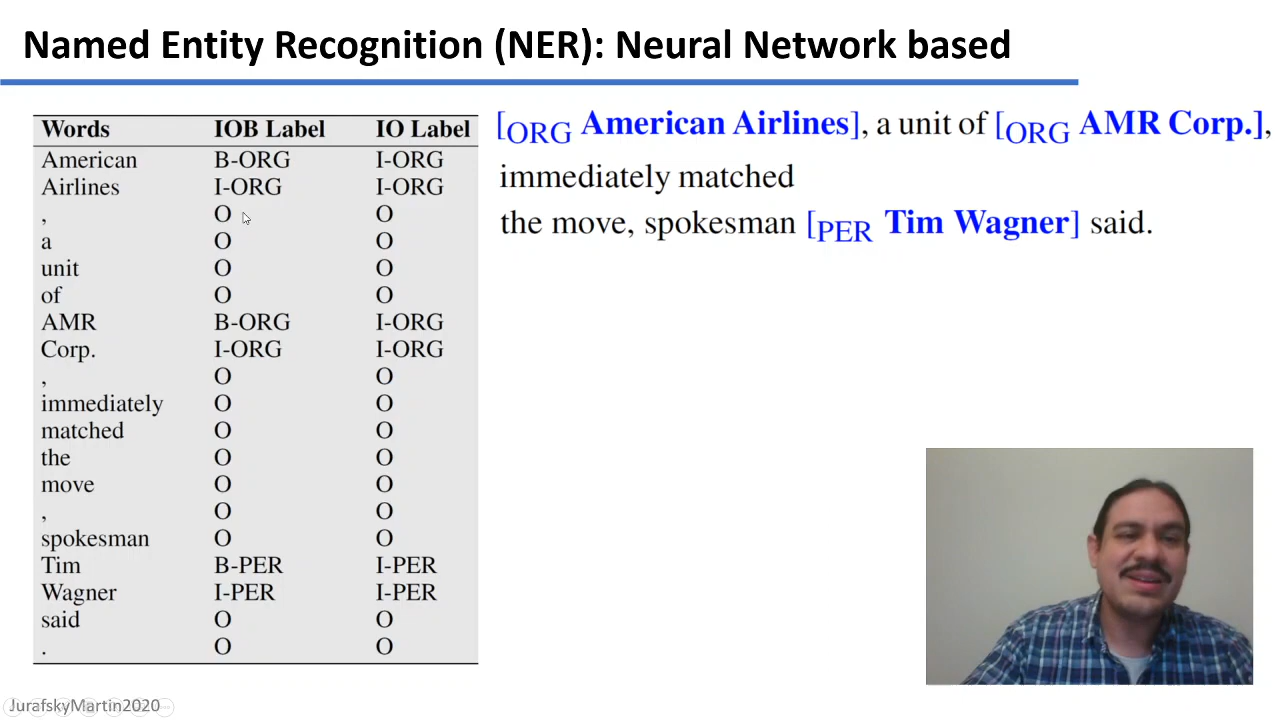 Named Entity Recognition (NER): Neural Network based
Words IOB Label IO Label
American B-ORG I-ORG
Airlines I-ORG I-ORG
, O O
a O O
unit O O
of O O
AMR B-ORG I-ORG
Corp. I-ORG I-ORG
, O O
immediately O O
matched O O
the O O
move O O
, O O
spokesman O O
Tim B-PER I-PER
Wagner I-PER I-PER
said O O
. O O
[ORG American Airlines], a unit of [ORG AMR Corp.],
immediately matched
the move, spokesman [PER Tim Wagner] said.
JurafskyMartin2020